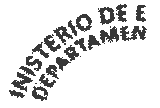 INISTERIO DE E
DEPARTAMEN